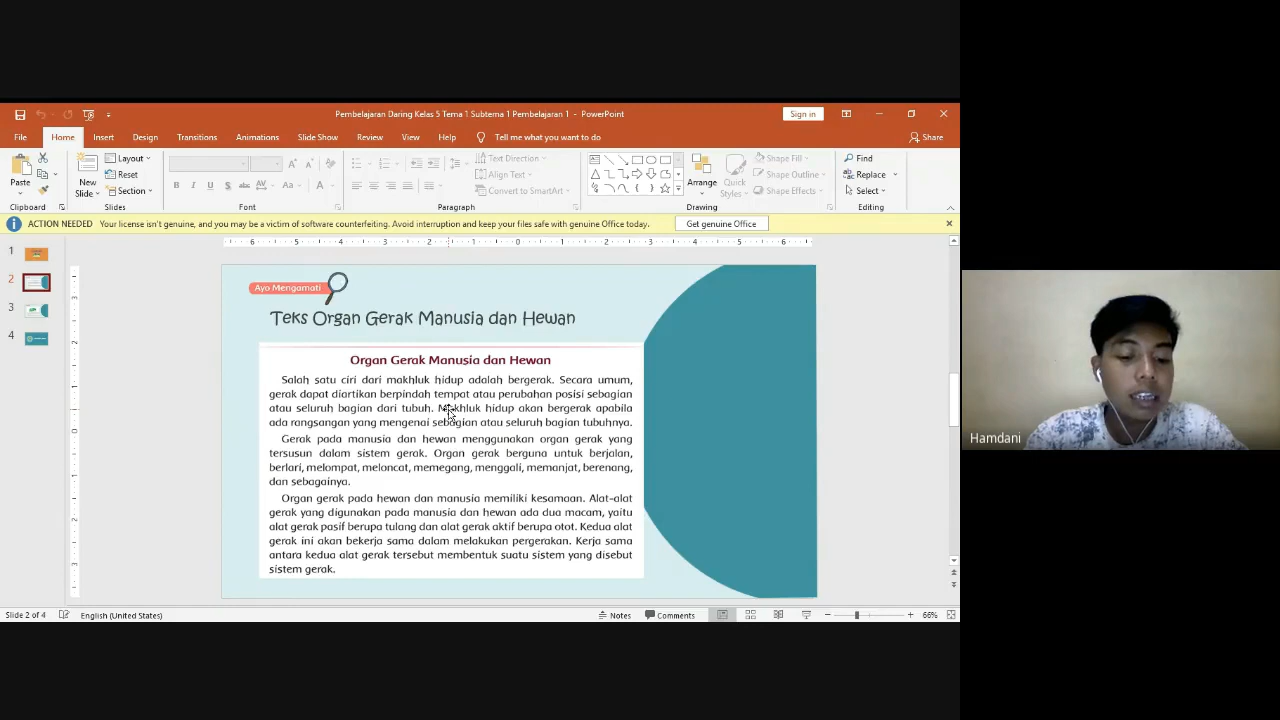 Pembelajaran Daring Kelas 5 Tema 1 Subtema 1 Pembelajaran 1 - PowerPoint
Sign in
File Home Insert Design Transitions Animations Slide Show Review View Help Tell me what you want to do Share
Paste
Clipboard
New Slide
Layout
Reset
Section
Slides
Font
Text Direction
Align Text
Convert to SmartArt
Paragraph
Arrange
Quick Styles
Shape Fill
Shape Outline
Shape Effects
Drawing
Find
Replace
Select
Editing
ACTION NEEDED Your license isn't genuine, and you may be a victim of software counterfeiting. Avoid interruption and keep your files safe with genuine Office today. Get genuine Office
1
2
3
4
Ayo Mengamati
Teks Organ Gerak Manusia dan Hewan
Organ Gerak Manusia dan Hewan
Salah satu ciri dari makhluk hidup adalah bergerak. Secara umum,
gerak dapat diartikan berpindah tempat atau perubahan posisi sebagian
atau seluruh bagian dari tubuh. Makhluk hidup akan bergerak apabila
ada rangsangan yang mengenai sebagian atau seluruh bagian tubuhnya.
Gerak pada manusia dan hewan menggunakan organ gerak yang
tersusun dalam sistem gerak. Organ gerak berguna untuk berjalan,
berlari, melompat, meloncat, memegang, menggali, memanjat, berenang,
dan sebagainya.
Organ gerak pada hewan dan manusia memiliki kesamaan. Alat-alat
gerak yang digunakan pada manusia dan hewan ada dua macam, yaitu
alat gerak pasif berupa tulang dan alat gerak aktif berupa otot. Kedua alat
gerak ini akan bekerja sama dalam melakukan pergerakan. Kerja sama
antara kedua alat gerak tersebut membentuk suatu sistem yang disebut
sistem gerak.
Hamdani
Slide 2 of 4 English (United States) Notes Comments 66%